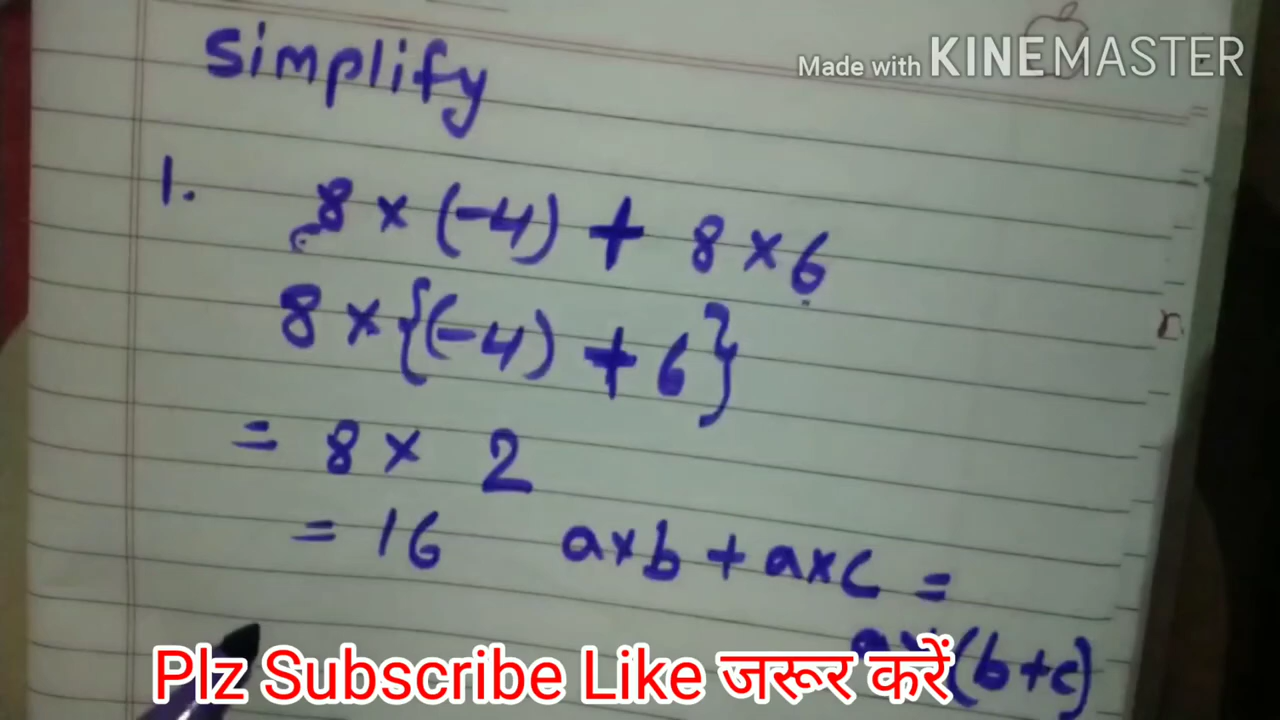 Simplify
Made with KINEMASTER
1. 8 × (-4) + 8 × 6
8 × {(-4) + 6}
= 8 × 2
= 16 a×b + a×c =
a×(b+c)
Plz Subscribe Like जरूर करें